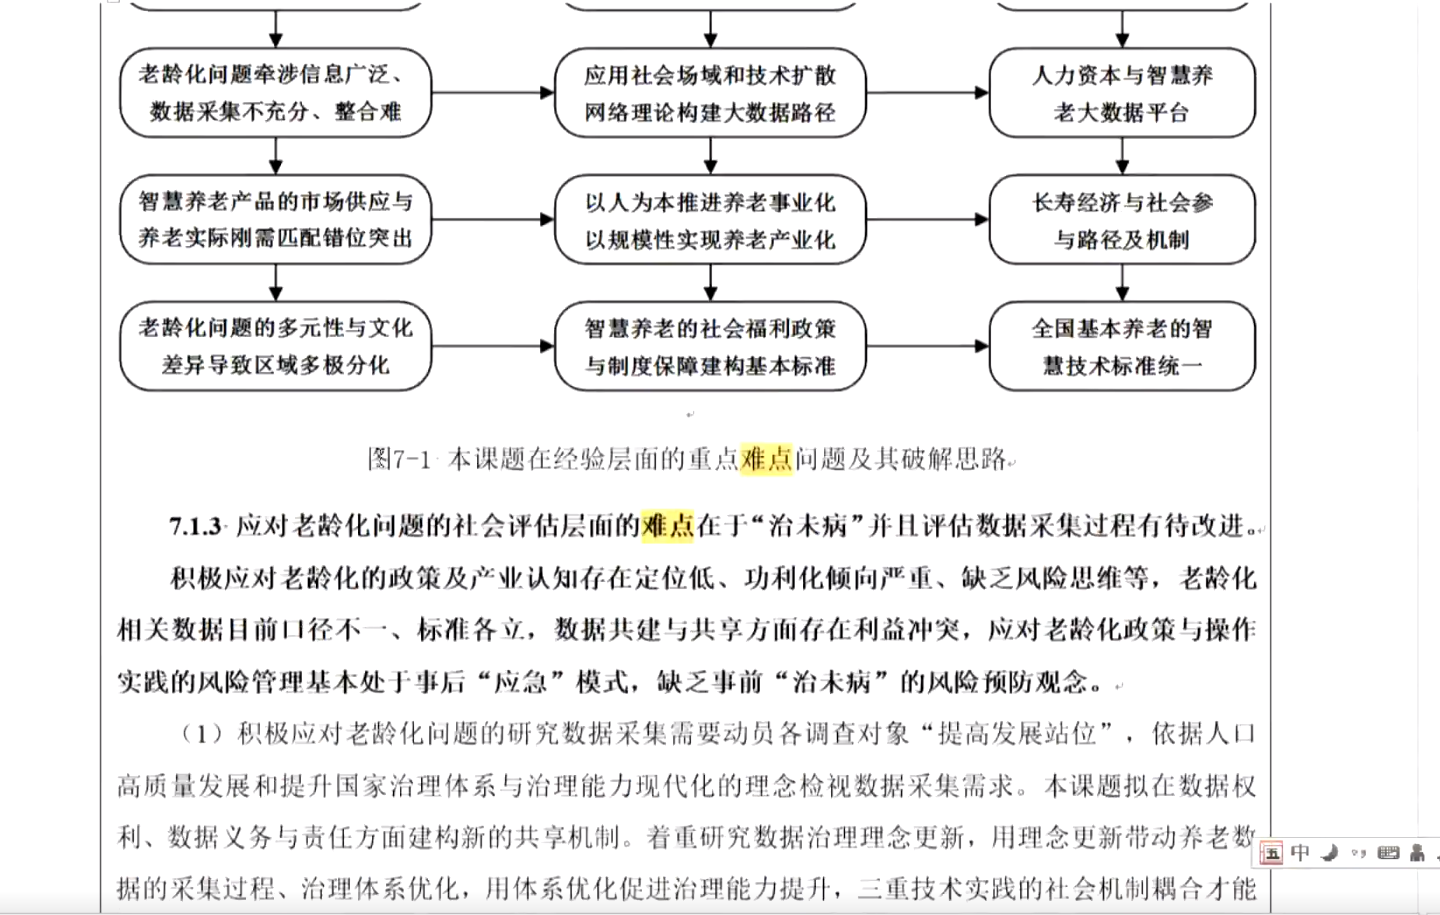 老龄化问题牵涉信息广泛、
数据采集不充分、整合难
应用社会场域和技术扩散
网络理论构建大数据路径
人力资本与智慧养
老大数据平台
智慧养老产品的市场供应与
养老实际刚需匹配错位突出
以人为本推进养老事业化
以规模性实现养老产业化
长寿经济与社会参
与路径及机制
老龄化问题的多元性与文化
差异导致区域多极分化
智慧养老的社会福利政策
与制度保障建构基本标准
全国基本养老的智
慧技术标准统一
图7-1 本课题在经验层面的重点难点问题及其破解思路
7.1.3 应对老龄化问题的社会评估层面的难点在于“治未病”并且评估数据采集过程有待改进。
积极应对老龄化的政策及产业认知存在定位低、功利化倾向严重、缺乏风险思维等，老龄化
相关数据目前口径不一、标准各立，数据共建与共享方面存在利益冲突，应对老龄化政策与操作
实践的风险管理基本处于事后“应急”模式，缺乏事前“治未病”的风险预防观念。
（1）积极应对老龄化问题的研究数据采集需要动员各调查对象“提高发展站位”，依据人口
高质量发展和提升国家治理体系与治理能力现代化的理念检视数据采集需求。本课题拟在数据权
利、数据义务与责任方面建构新的共享机制。着重研究数据治理理念更新，用理念更新带动养老数
据的采集过程、治理体系优化，用体系优化促进治理能力提升，三重技术实践的社会机制耦合才能
五 中